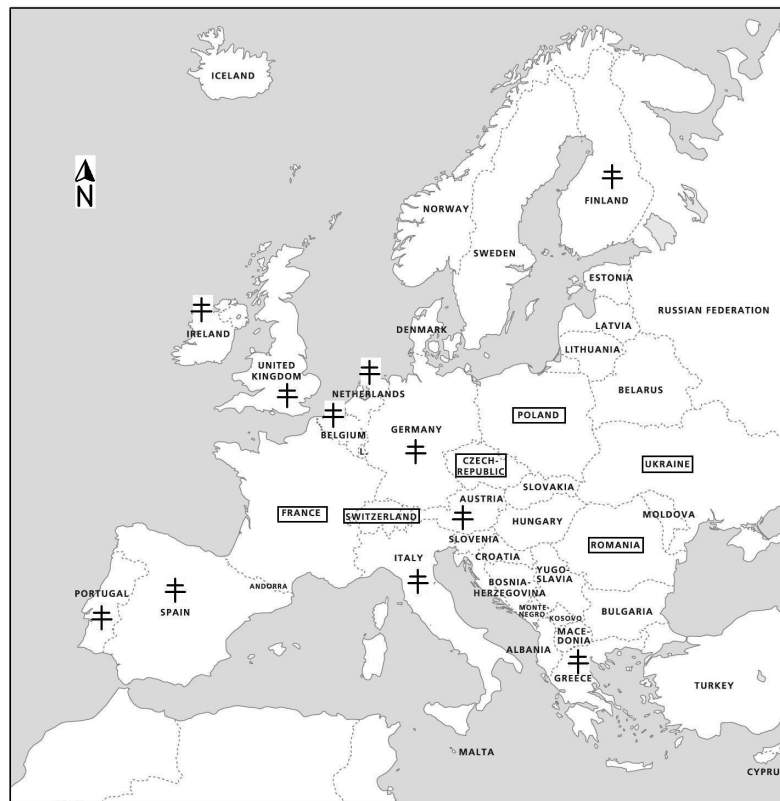 ICELAND
N
NORWAY
FINLAND
SWEDEN
ESTONIA
RUSSIAN FEDERATION
LATVIA
DENMARK
IRELAND
LITHUANIA
UNITED
KINGDOM
NETHERLANDS
BELARUS
POLAND
GERMANY
BELGIUM
L.
CZECH-
REPUBLIC
UKRAINE
SLOVAKIA
AUSTRIA
FRANCE
SWITZERLAND
MOLDOVA
HUNGARY
SLOVENIA
ROMANIA
ITALY
CROATIA
YUGO-
SLAVIA
ANDORRA
BOSNIA-
HERZEGOVINA
PORTUGAL
SPAIN
MONTE-
NEGRO
BULGARIA
KOSOVO
MACE-
DONIA
ALBANIA
GREECE
TURKEY
MALTA
CYPRU